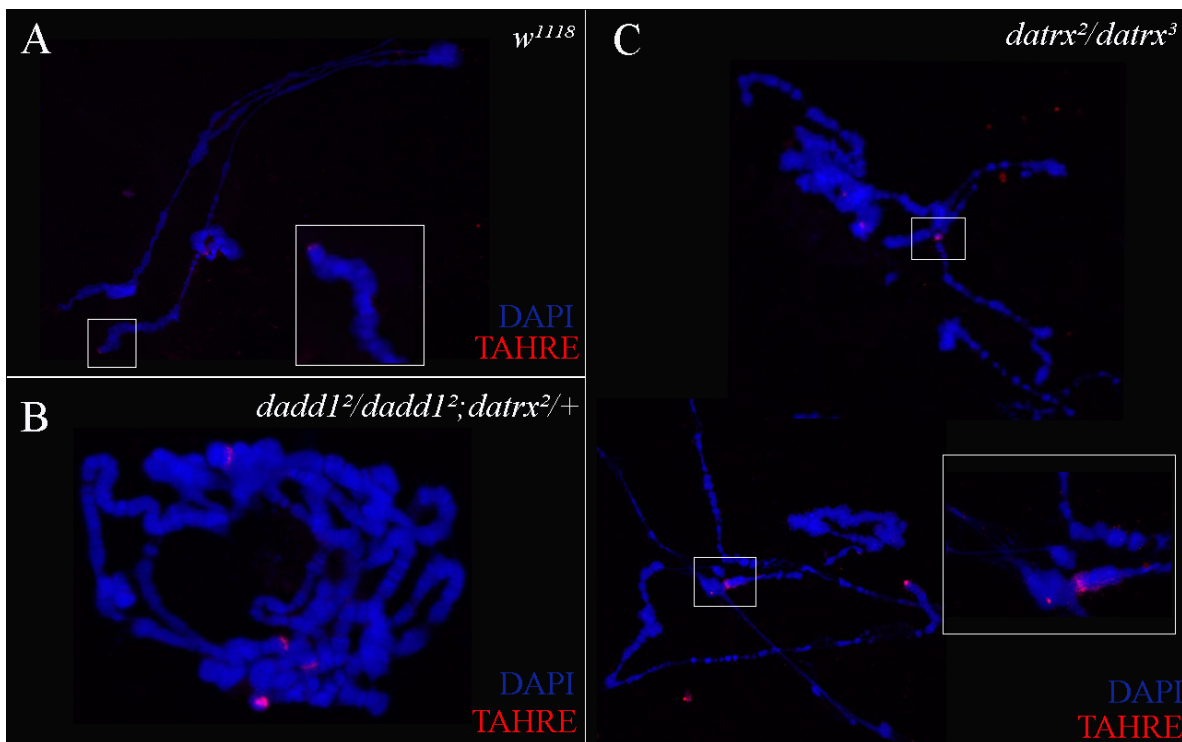 A
w¹¹¹⁸
DAPI
TAHRE
B
dadd1²/dadd1²; datrx²/+
DAPI
TAHRE
C
datrx²/datrx³
DAPI
TAHRE